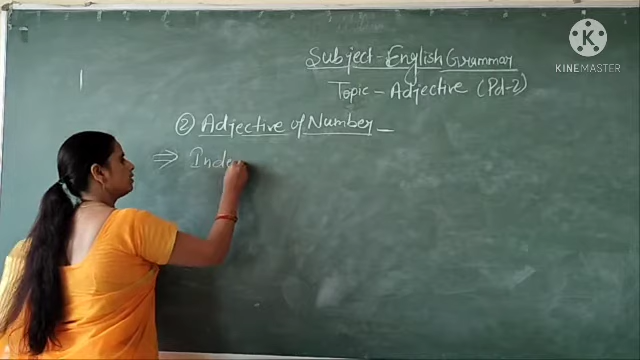 Subject - English Grammar
Topic - Adjective (Pd-2)
② Adjective of Number -
⇒ Inde
KINEMASTER